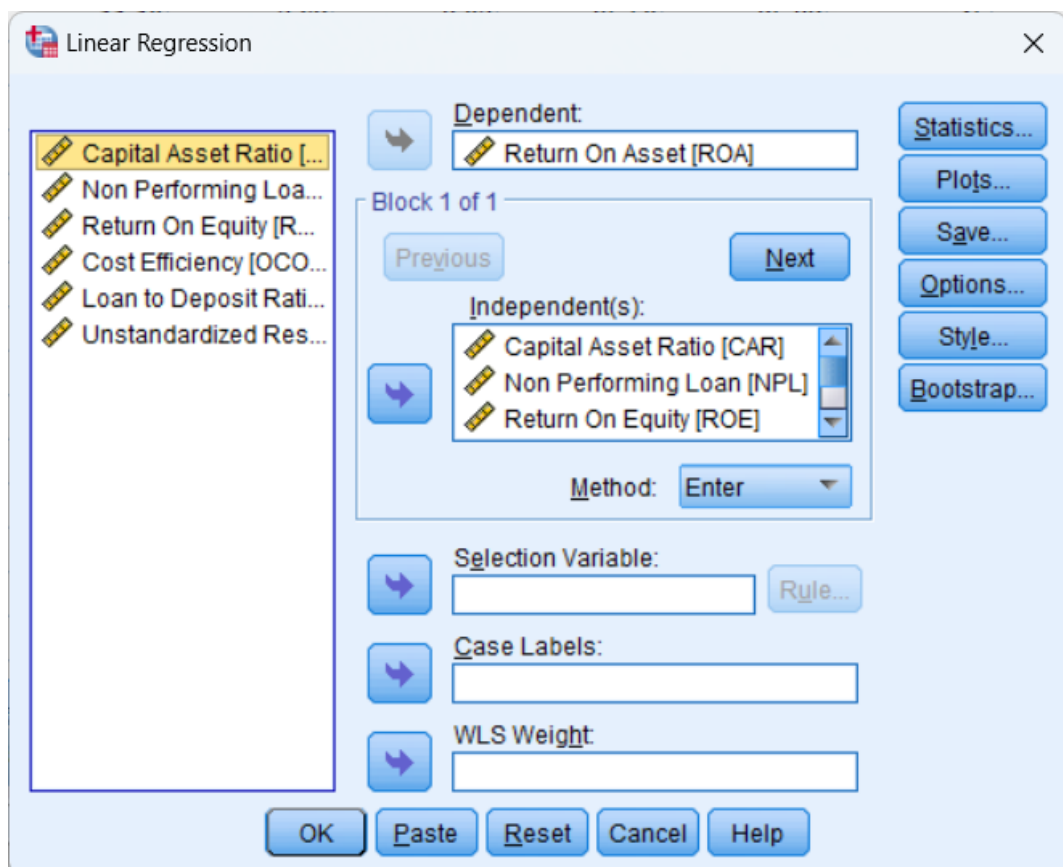 Linear Regression
Capital Asset Ratio [...
Non Performing Loa...
Return On Equity [R...
Cost Efficiency [OCO...
Loan to Deposit Rati...
Unstandardized Res...
Dependent:
Return On Asset [ROA]
Block 1 of 1
Previous
Next
Independent(s):
Capital Asset Ratio [CAR]
Non Performing Loan [NPL]
Return On Equity [ROE]
Method: Enter
Selection Variable:
Rule...
Case Labels:
WLS Weight:
Statistics...
Plots...
Save...
Options...
Style...
Bootstrap...
OK Paste Reset Cancel Help